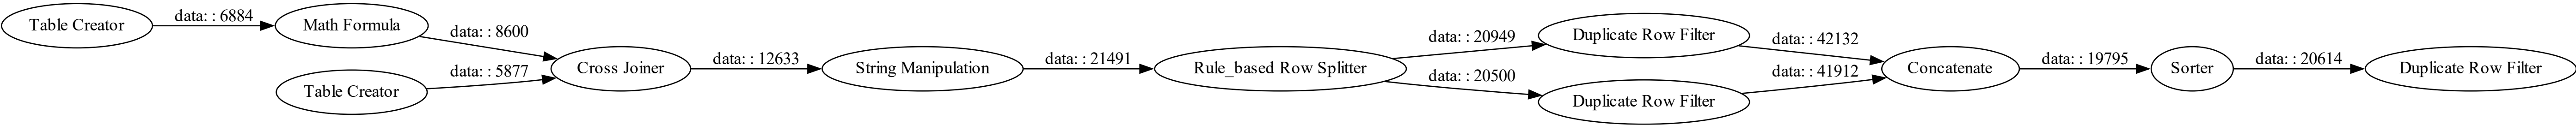 Table Creator
data: : 6884
Math Formula
data: : 8600
Table Creator
data: : 5877
Cross Joiner
data: : 12633
String Manipulation
data: : 21491
Rule_based Row Splitter
data: : 20949
Duplicate Row Filter
data: : 42132
data: : 20500
Duplicate Row Filter
data: : 41912
Concatenate
data: : 19795
Sorter
data: : 20614
Duplicate Row Filter